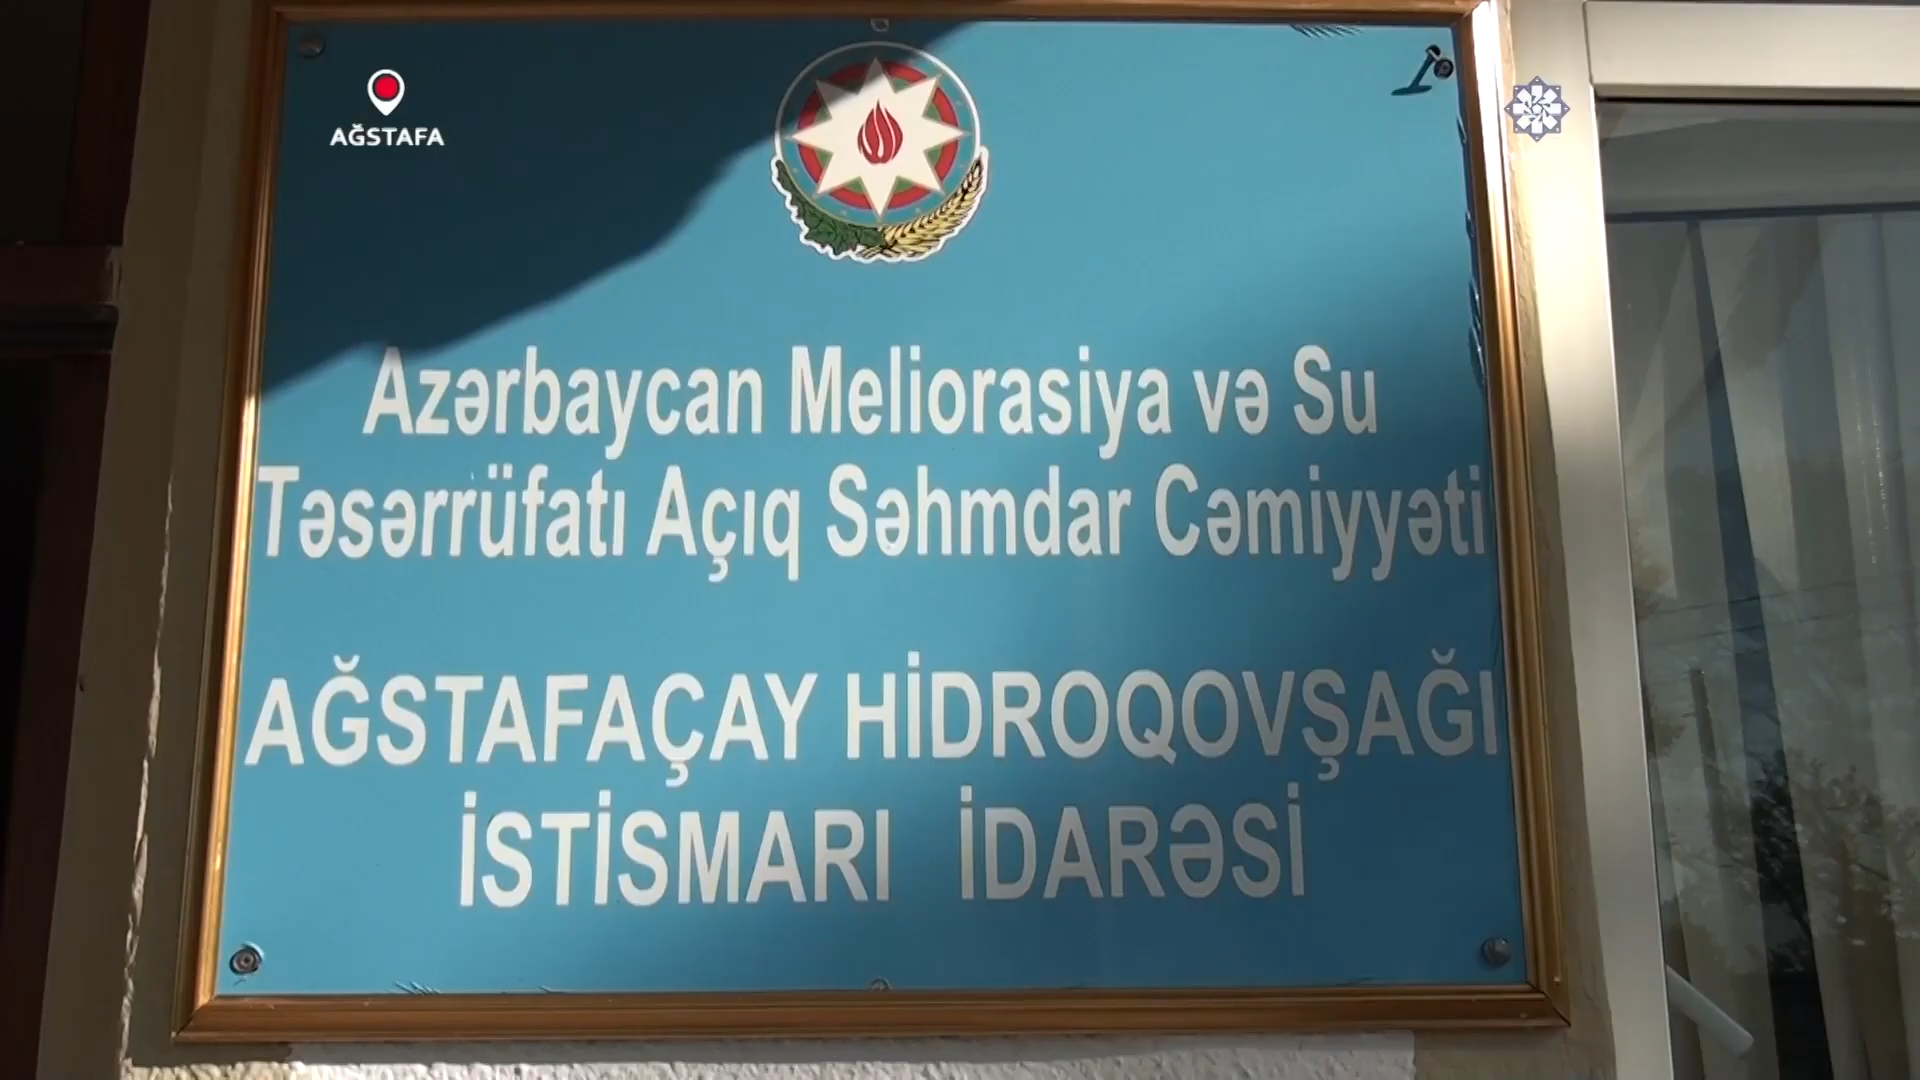 AĞSTAFA
Azərbaycan Meliorasiya və Su
Təsərrüfatı Açıq Səhmdar Cəmiyyəti
AĞSTAFAÇAY HİDROQOVŞAĞI
İSTİSMARI İDARƏSİ